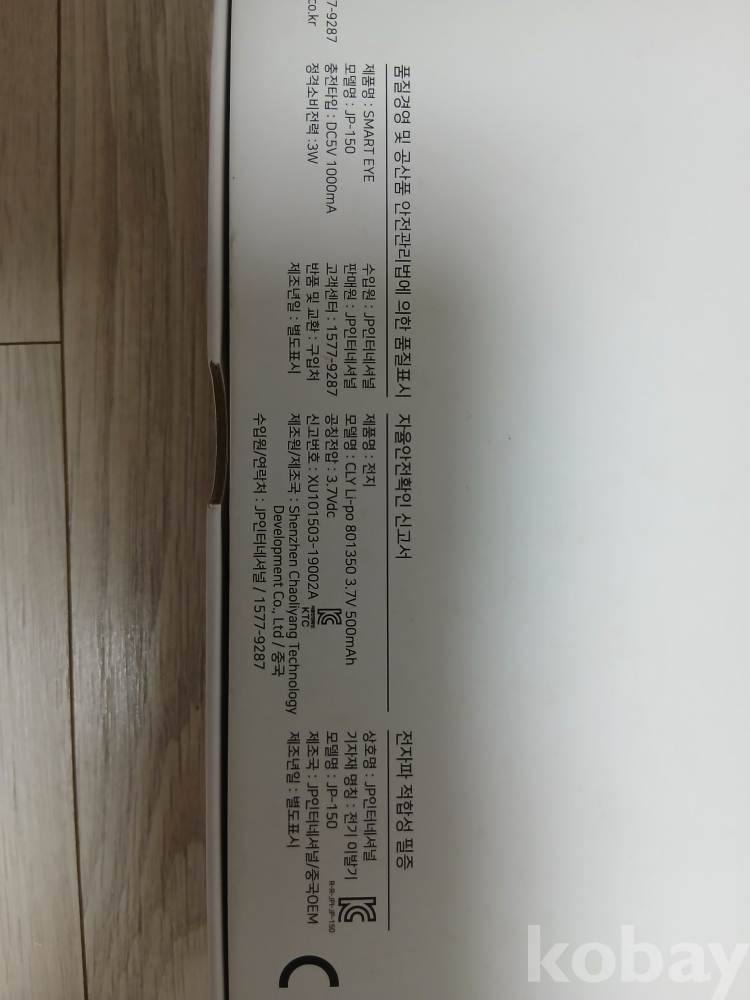 7-9287
co.kr
품질경영 및 공산품 안전관리법에 의한 품질표시
제품명 : SMART EYE
모델명 : JP-150
충전타입 : DC5V 1000mA
정격소비전력 : 3W
수입원 : JP인터네셔널
판매원 : JP인터네셔널
고객센터 : 1577-9287
반품 및 교환 : 구입처
제조년일 : 별도표시
자율안전확인 신고서
제품명 : 전지
모델명 : CLY Li-po 801350 3.7V 500mAh
공칭전압 : 3.7Vdc
신고번호 : XU101503-19002A
KTC
제조원/제조국 : Shenzhen Chaoliyang Technology
Development Co., Ltd / 중국
수입원/연락처 : JP인터네셔널 / 1577-9287
전자파 적합성 필증
상호명 : JP인터네셔널
기자재 명칭 : 전기 이발기
모델명 : JP-150
제조국 : JP인터네셔널/중국OEM
제조년일 : 별도표시
R-R-JPI-JP-150
kobay